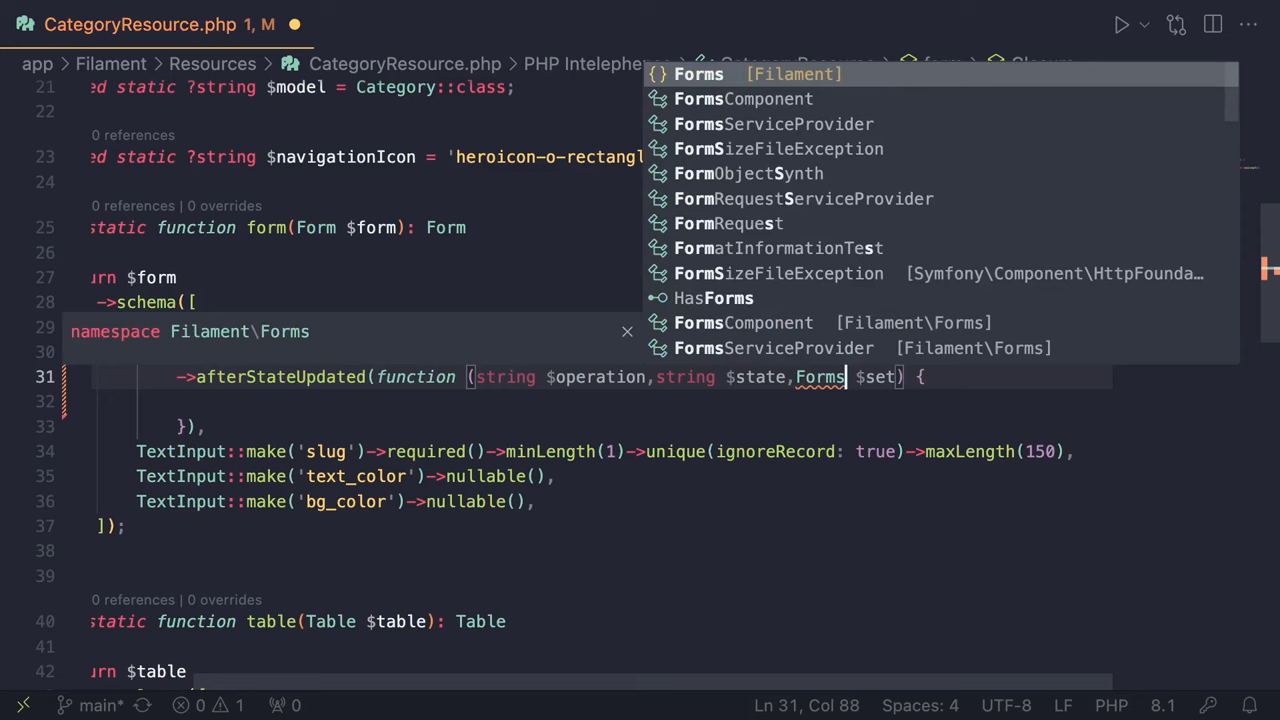 CategoryResource.php 1, M
app > Filament > Resources > CategoryResource.php > PHP Intelephense
21 ed static ?string $model = Category::class;
22
0 references
23 ed static ?string $navigationIcon = 'heroicon-o-rectangl
24
0 references | 0 overrides
25 static function form(Form $form): Form
26
27 urn $form
28 ->schema([
29
30
namespace Filament\Forms
{} Forms [Filament]
FormsComponent
FormsServiceProvider
FormSizeFileException
FormObjectSynth
FormRequestServiceProvider
FormRequest
FormatInformationTest
FormSizeFileException [Symfony\Component\HttpFounda...
HasForms
FormsComponent [Filament\Forms]
FormsServiceProvider [Filament\Forms]
31 ->afterStateUpdated(function (string $operation,string $state,Forms $set) {
32
33 }),
34 TextInput::make('slug')->required()->minLength(1)->unique(ignoreRecord: true)->maxLength(150),
35 TextInput::make('text_color')->nullable(),
36 TextInput::make('bg_color')->nullable(),
37 ]);
38
39
0 references | 0 overrides
40 static function table(Table $table): Table
41
42 urn $table
main* 0 1 0 Ln 31, Col 88 Spaces: 4 UTF-8 LF PHP 8.1